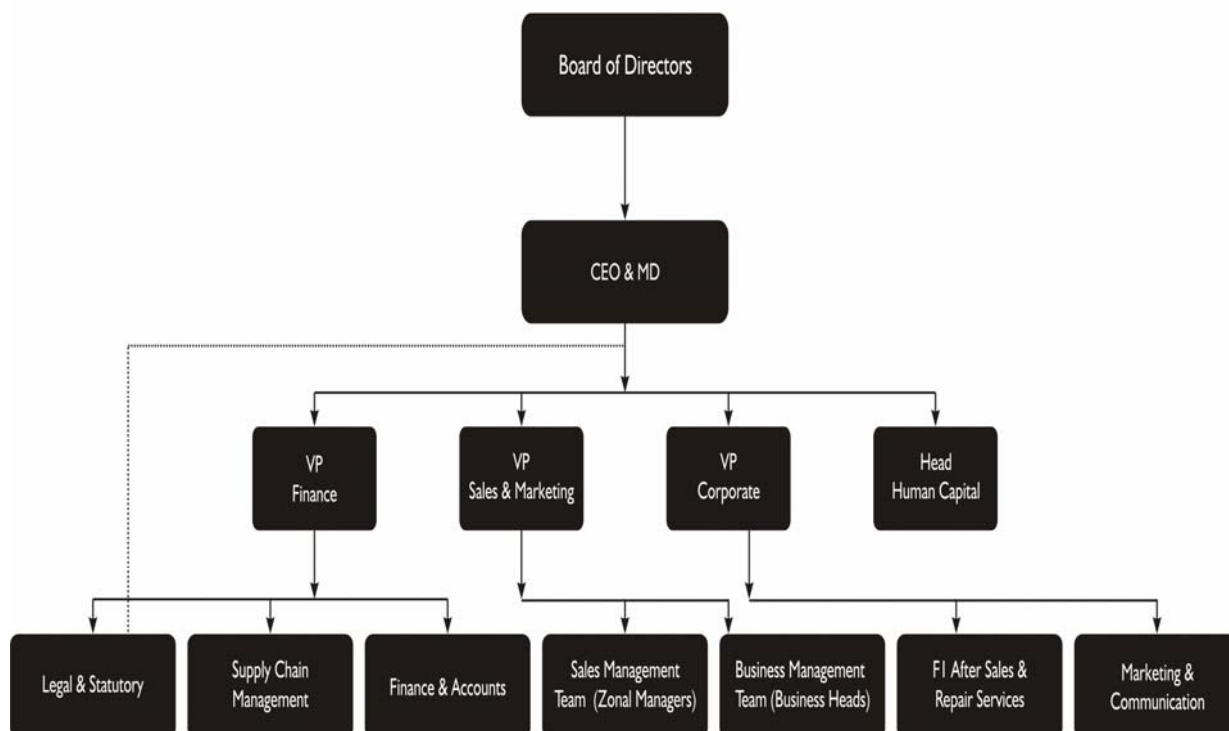 Board of Directors
CEO & MD
VP
Finance
VP
Sales & Marketing
VP
Corporate
Head
Human Capital
Legal & Statutory
Supply Chain
Management
Finance & Accounts
Sales Management
Team (Zonal Managers)
Business Management
Team (Business Heads)
F1 After Sales &
Repair Services
Marketing &
Communication